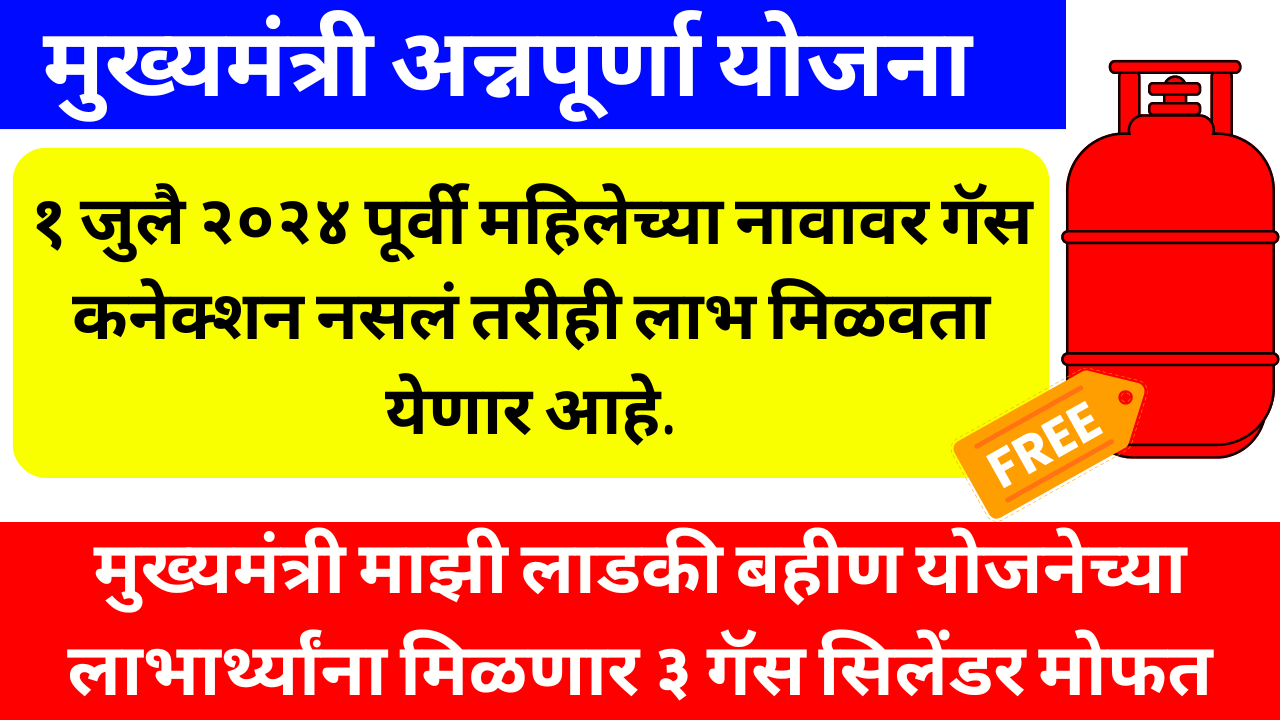 मुख्यमंत्री अन्नपूर्णा योजना
१ जुलै २०२४ पूर्वी महिलेच्या नावावर गॅस
कनेक्शन नसलं तरीही लाभ मिळवता
येणार आहे.
FREE
मुख्यमंत्री माझी लाडकी बहीण योजनेच्या
लाभार्थ्यांना मिळणार ३ गॅस सिलेंडर मोफत